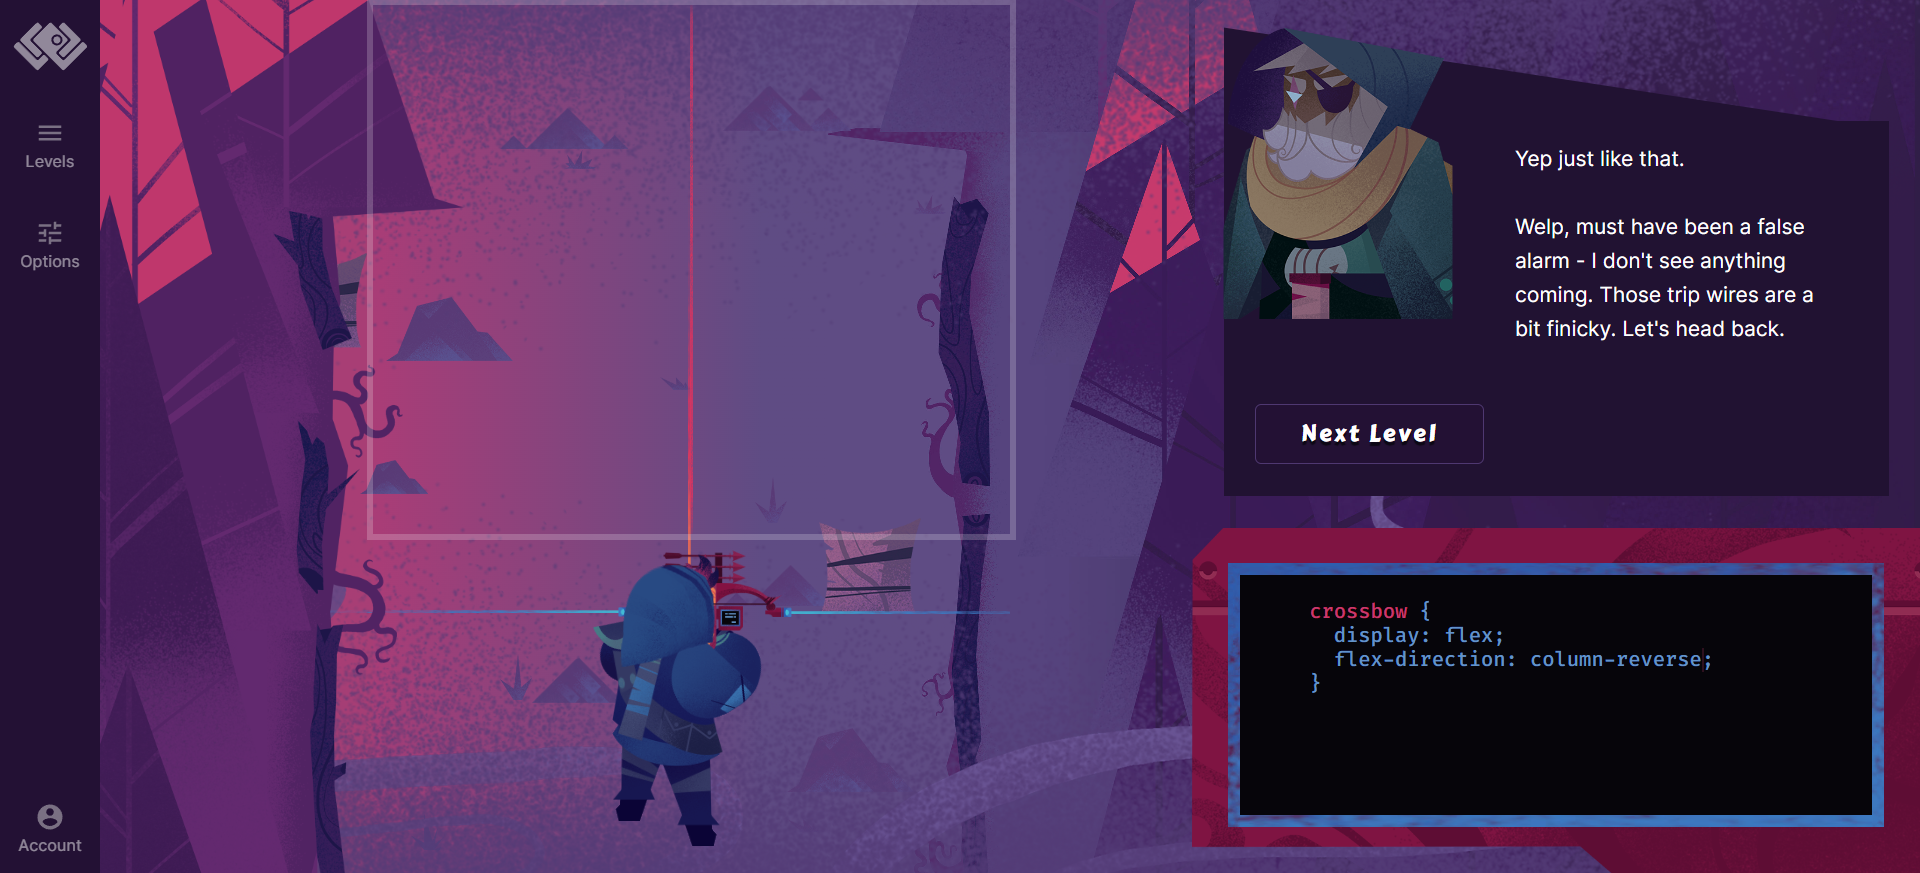 Levels
Options
Account
Yep just like that.
Welp, must have been a false
alarm - I don't see anything
coming. Those trip wires are a
bit finicky. Let's head back.
Next Level
crossbow {
display: flex;
flex-direction: column-reverse;
}